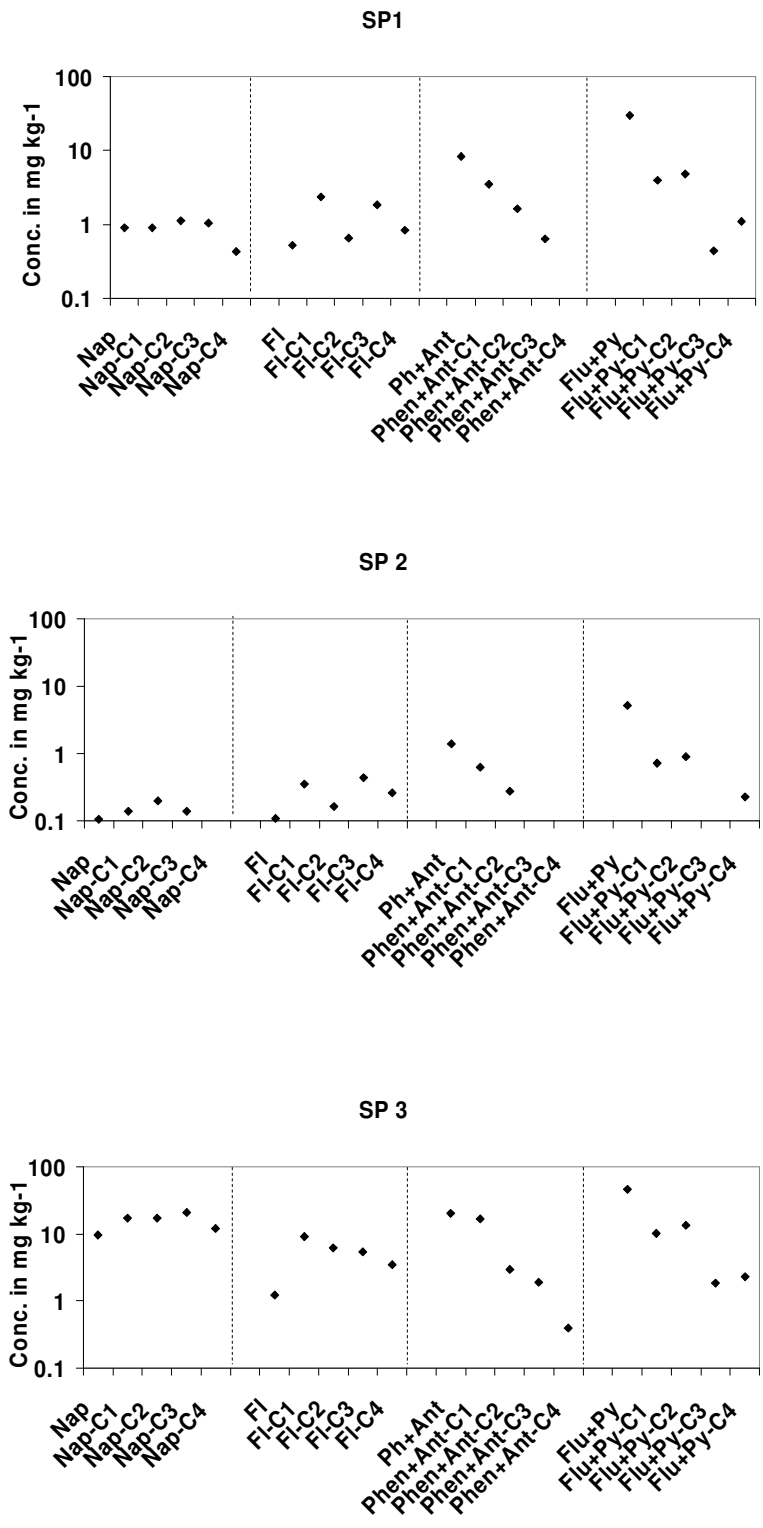 SP1
Conc. in mg kg-1
100
10
1
0.1
Nap
Nap-C1
Nap-C2
Nap-C3
Nap-C4
Fl
Fl-C1
Fl-C2
Fl-C3
Fl-C4
Ph+Ant
Phen+Ant-C1
Phen+Ant-C2
Phen+Ant-C3
Phen+Ant-C4
Flu+Py
Flu+Py-C1
Flu+Py-C2
Flu+Py-C3
Flu+Py-C4
SP 2
Conc. in mg kg-1
100
10
1
0.1
Nap
Nap-C1
Nap-C2
Nap-C3
Nap-C4
Fl
Fl-C1
Fl-C2
Fl-C3
Fl-C4
Ph+Ant
Phen+Ant-C1
Phen+Ant-C2
Phen+Ant-C3
Phen+Ant-C4
Flu+Py
Flu+Py-C1
Flu+Py-C2
Flu+Py-C3
Flu+Py-C4
SP 3
Conc. in mg kg-1
100
10
1
0.1
Nap
Nap-C1
Nap-C2
Nap-C3
Nap-C4
Fl
Fl-C1
Fl-C2
Fl-C3
Fl-C4
Ph+Ant
Phen+Ant-C1
Phen+Ant-C2
Phen+Ant-C3
Phen+Ant-C4
Flu+Py
Flu+Py-C1
Flu+Py-C2
Flu+Py-C3
Flu+Py-C4